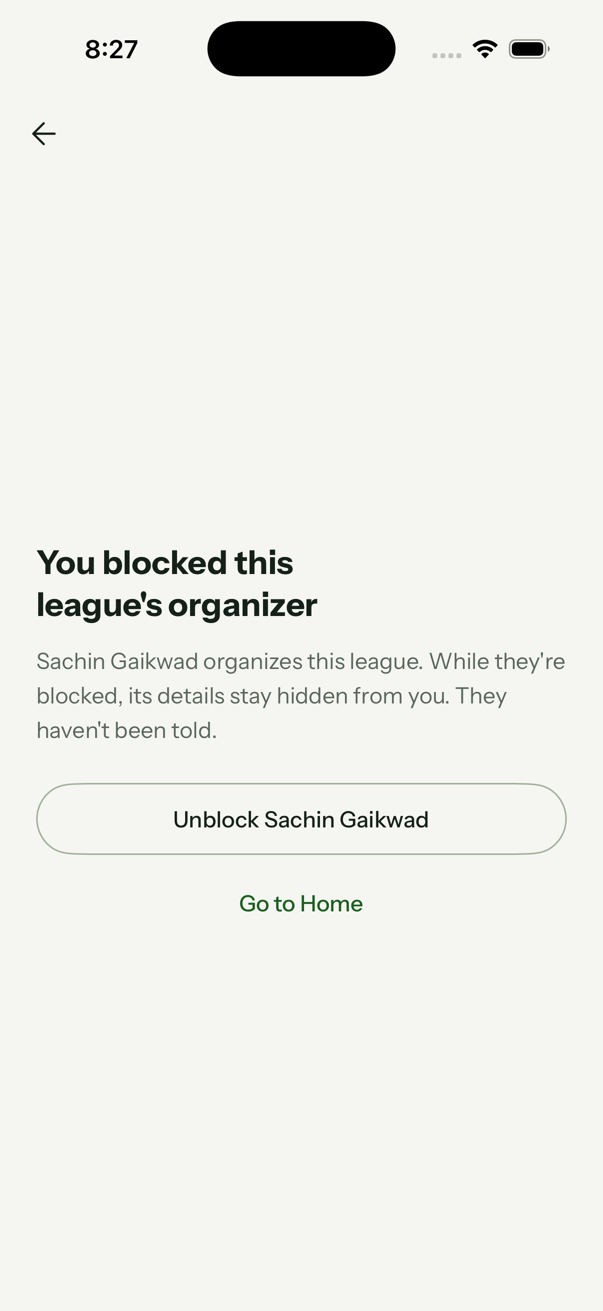 8:27
You blocked this
league's organizer
Sachin Gaikwad organizes this league. While they're
blocked, its details stay hidden from you. They
haven't been told.
Unblock Sachin Gaikwad
Go to Home